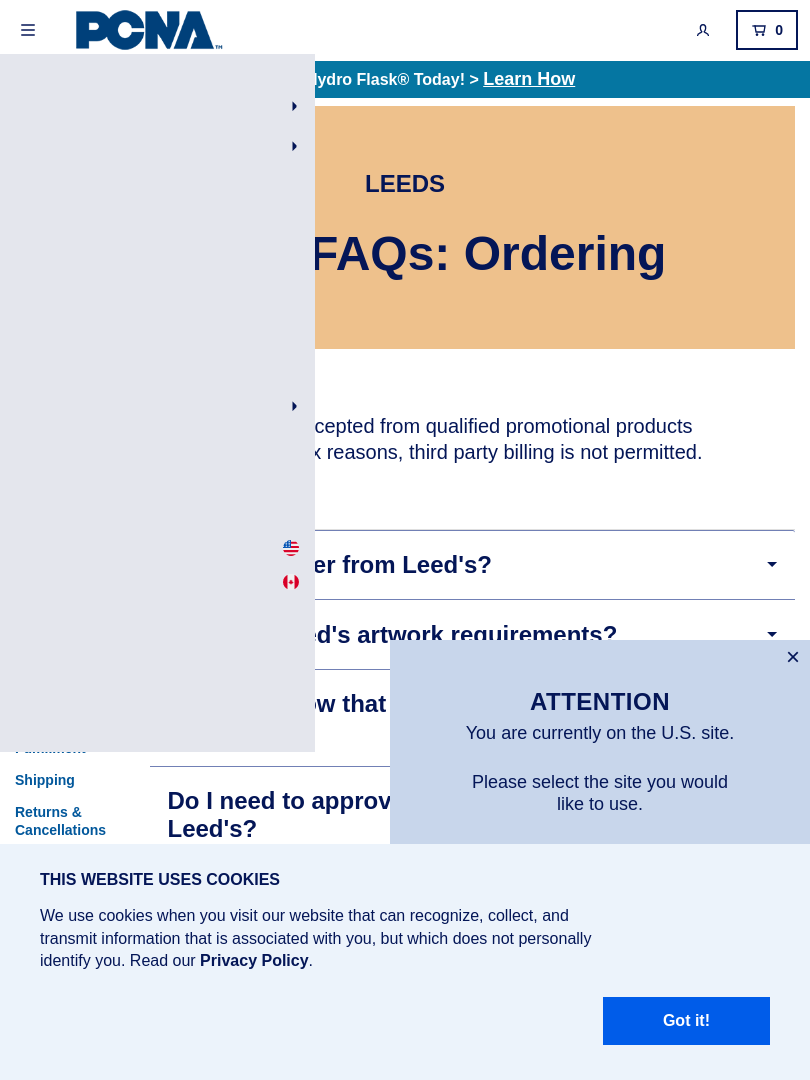 PCNA™
0
Hydro Flask® Today! > Learn How
LEEDS
FAQs: Ordering
cepted from qualified promotional products
x reasons, third party billing is not permitted.
er from Leed's?
ed's artwork requirements?
ow that
Fulfillment
Shipping
Returns &
Cancellations
Do I need to approv
Leed's?
×
ATTENTION
You are currently on the U.S. site.
Please select the site you would
like to use.
THIS WEBSITE USES COOKIES
We use cookies when you visit our website that can recognize, collect, and
transmit information that is associated with you, but which does not personally
identify you. Read our Privacy Policy.
Got it!